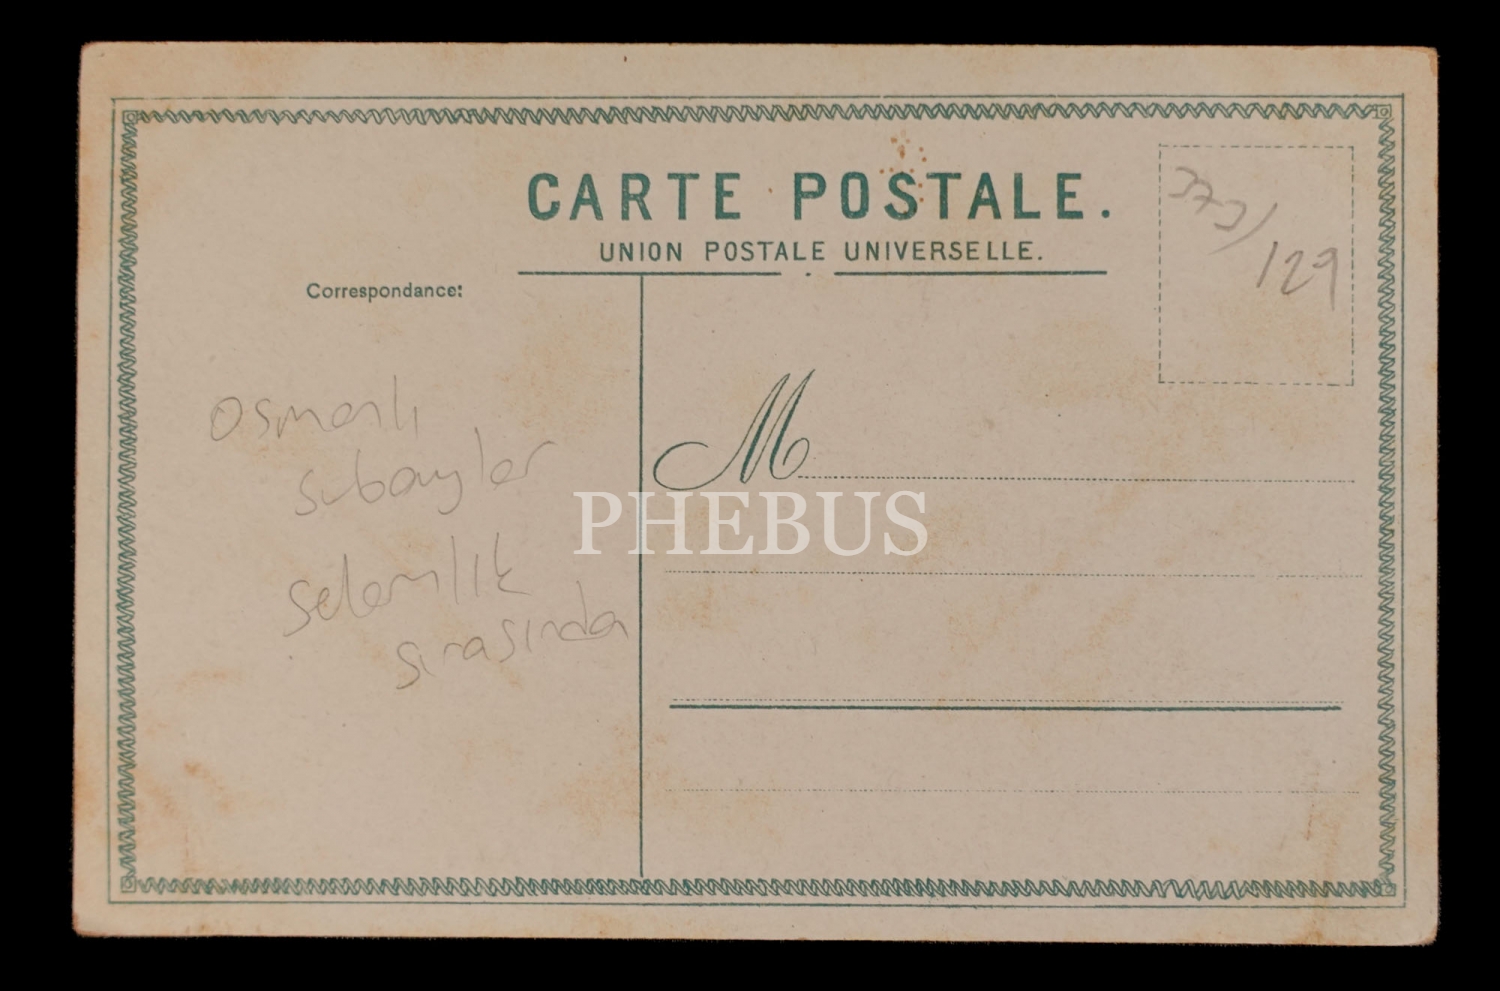 CARTE POSTALE.
UNION POSTALE UNIVERSELLE.
Correspondance:
129
M
Osmanlı
subaylar
selamlık
sırasında
PHEBUS